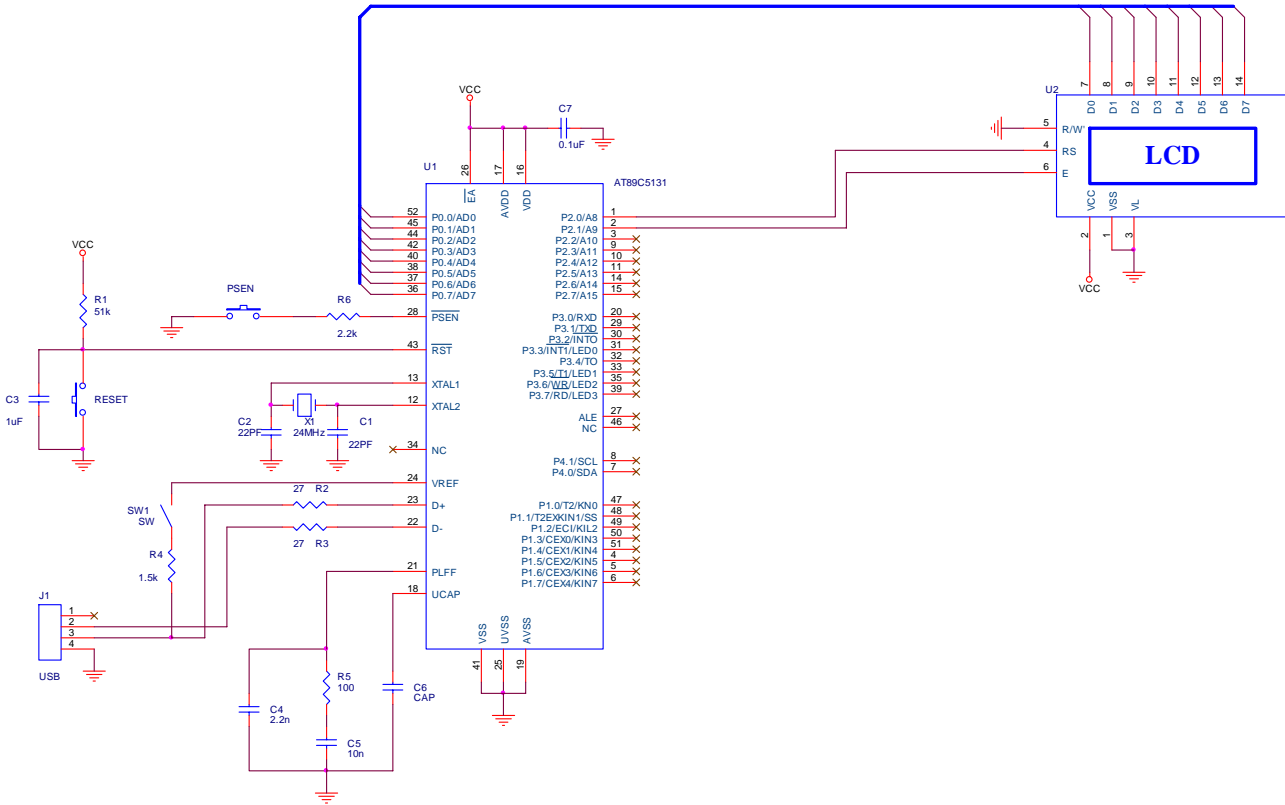 VCC
C7
0.1uF
U1
AT89C5131
26
17
16
EA
AVDD
VDD
52 P0.0/AD0
45 P0.1/AD1
44 P0.2/AD2
42 P0.3/AD3
40 P0.4/AD4
38 P0.5/AD5
37 P0.6/AD6
36 P0.7/AD7
28 PSEN
43 RST
13 XTAL1
12 XTAL2
34 NC
24 VREF
23 D+
22 D-
21 PLFF
18 UCAP
P2.0/A8 1
P2.1/A9 2
P2.2/A10 3
P2.3/A11 9
P2.4/A12 10
P2.5/A13 11
P2.6/A14 14
P2.7/A15 15
P3.0/RXD 20
P3.1/TXD 29
P3.2/INTO 30
P3.3/INT1/LED0 31
P3.4/TO 32
P3.5/T1/LED1 33
P3.6/WR/LED2 35
P3.7/RD/LED3 39
ALE 27
NC 46
P4.1/SCL 8
P4.0/SDA 7
P1.0/T2/KN0 47
P1.1/T2EXKIN1/SS 48
P1.2/ECI/KIL2 49
P1.3/CEX0/KIN3 50
P1.4/CEX1/KIN4 51
P1.5/CEX2/KIN5 4
P1.6/CEX3/KIN6 5
P1.7/CEX4/KIN7 6
VSS
UVSS
AVSS
41
25
19
U2
7
8
9
10
11
12
13
14
D0
D1
D2
D3
D4
D5
D6
D7
5 R/W'
4 RS
6 E
LCD
VCC
VSS
VL
2
1
3
VCC
VCC
R1
51k
PSEN
R6
2.2k
C3
1uF
RESET
C2
22PF
X1
24MHz
C1
22PF
27 R2
27 R3
SW1
SW
R4
1.5k
J1
1
2
3
4
USB
R5
100
C4
2.2n
C5
10n
C6
CAP